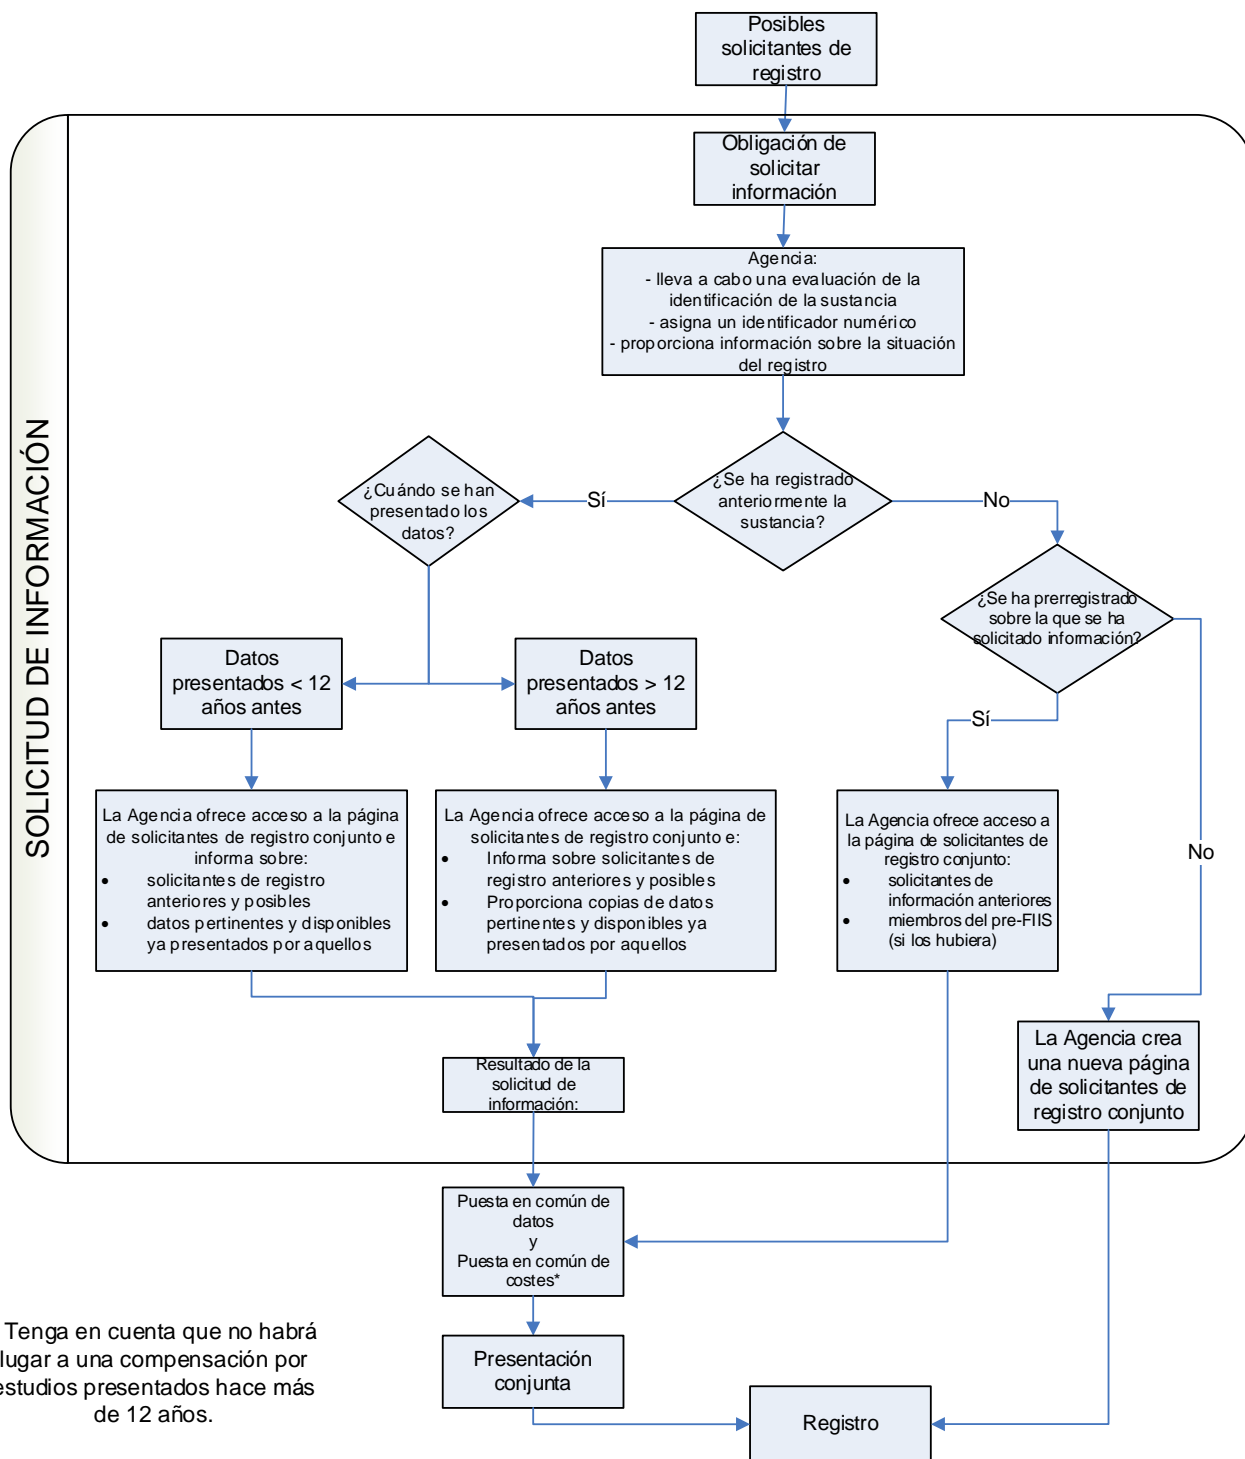 Posibles
solicitantes de
registro
SOLICITUD DE INFORMACIÓN
Obligación de
solicitar
información
Agencia:
- lleva a cabo una evaluación de la
identificación de la sustancia
- asigna un identificador numérico
- proporciona información sobre la situación
del registro
¿Se ha registrado
anteriormente la
sustancia?
Sí
No
¿Cuándo se han
presentado los
datos?
¿Se ha prerregistrado
sobre la que se ha
solicitado información?
Sí
No
Datos
presentados < 12
años antes
Datos
presentados > 12
años antes
La Agencia ofrece acceso a la página
de solicitantes de registro conjunto e
informa sobre:
• solicitantes de registro
anteriores y posibles
• datos pertinentes y disponibles
ya presentados por aquellos
La Agencia ofrece acceso a la página de
solicitantes de registro conjunto e:
• Informa sobre solicitantes de
registro anteriores y posibles
• Proporciona copias de datos
pertinentes y disponibles ya
presentados por aquellos
La Agencia ofrece acceso a
la página de solicitantes de
registro conjunto:
• solicitantes de
información anteriores
• miembros del pre-FIIS
(si los hubiera)
La Agencia crea
una nueva página
de solicitantes de
registro conjunto
Resultado de la
solicitud de
información:
Puesta en común de
datos
y
Puesta en común de
costes*
Presentación
conjunta
Registro
Tenga en cuenta que no habrá
lugar a una compensación por
estudios presentados hace más
de 12 años.